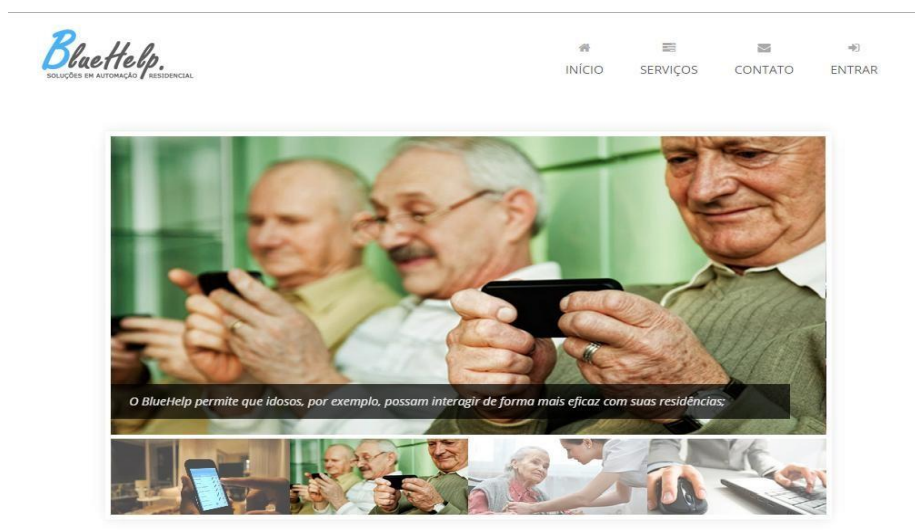 BlueHelp.
SOLUÇÕES EM AUTOMAÇÃO RESIDENCIAL
INÍCIO
SERVIÇOS
CONTATO
ENTRAR
O BlueHelp permite que idosos, por exemplo, possam interagir de forma mais eficaz com suas residências;